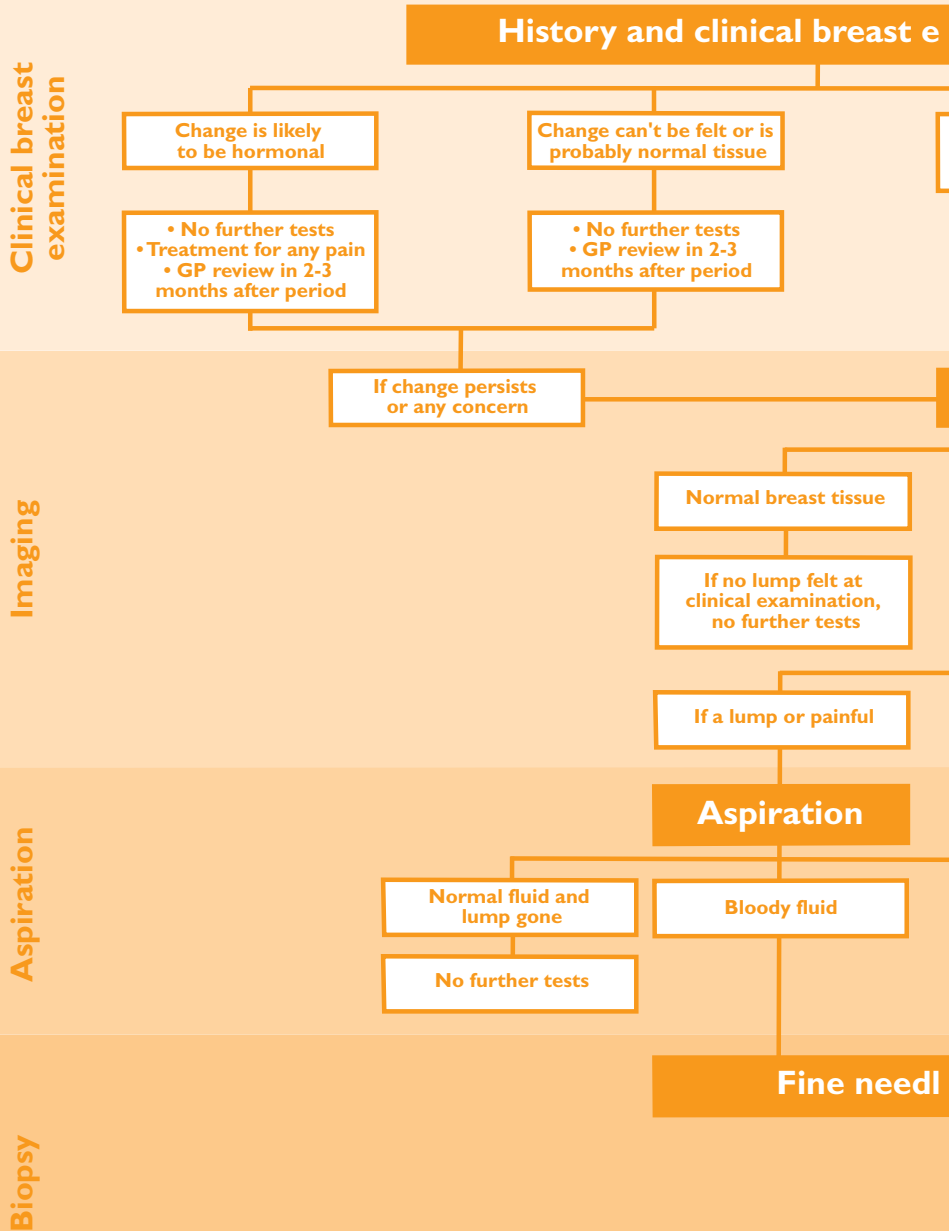 History and clinical breast e
Clinical breast
examination
Change is likely
to be hormonal
Change can't be felt or is
probably normal tissue
• No further tests
• Treatment for any pain
• GP review in 2-3
months after period
• No further tests
• GP review in 2-3
months after period
Imaging
If change persists
or any concern
Normal breast tissue
If no lump felt at
clinical examination,
no further tests
If a lump or painful
Aspiration
Aspiration
Normal fluid and
lump gone
Bloody fluid
No further tests
Biopsy
Fine needl